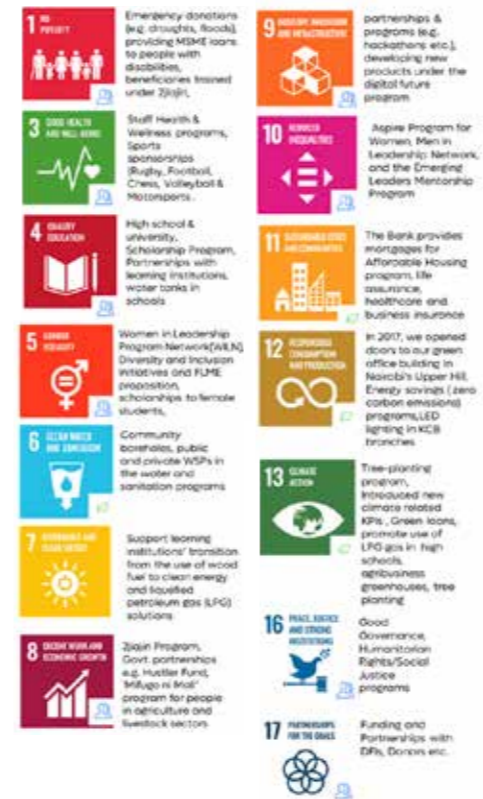 1 NO POVERTY
Emergency donations
(e.g. droughts, floods),
providing MSME loans
to people with
disabilities,
beneficiaries trained
under 2jiajiri,
3 GOOD HEALTH
AND WELL-BEING
Staff Health &
Wellness programs,
Sports
sponsorships
(Rugby, Football,
Chess, Volleyball &
Motorsports.
4 QUALITY
EDUCATION
High school &
university,
Scholarship Program,
Partnerships with
learning institutions,
water tanks in
schools
5 GENDER
EQUALITY
Women in Leadership
Program Network(WILN),
Diversity and Inclusion
Initiatives and FLME
proposition,
scholarships to female
students,
6 CLEAN WATER
AND SANITATION
Community
boreholes, public
and private WSPs in
the water and
sanitation programs
7 AFFORDABLE AND
CLEAN ENERGY
Support learning
institutions' transition
from the use of wood
fuel to clean energy
and liquefied
petroleum gas (LPG)
solutions
8 DECENT WORK AND
ECONOMIC GROWTH
2jiajiri Program,
Govt. partnerships
e.g. Hustler Fund,
'Mifugo ni Mali'
program for people
in agriculture and
livestock sectors
9 INDUSTRY, INNOVATION
AND INFRASTRUCTURE
partnerships &
programs (e.g.
hackathons etc.),
developing new
products under the
digital future
program
10 REDUCED
INEQUALITIES
Aspire Program for
Women, Men in
Leadership Network,
and the Emerging
Leaders Mentorship
Program
11 SUSTAINABLE CITIES
AND COMMUNITIES
The Bank provides
mortgages for
Affordable Housing
program, life
assurance,
healthcare and
business insurance
12 RESPONSIBLE
CONSUMPTION
AND PRODUCTION
In 2017, we opened
doors to our green
office building in
Nairobi's Upper Hill,
Energy savings (zero
carbon emissions)
programs,LED
lighting in KCB
branches
13 CLIMATE
ACTION
Tree-planting
program,
Introduced new
climate related
KPIs, Green loans,
promote use of
LPG gas in high
schools,
agribusiness
greenhouses, tree
planting
16 PEACE, JUSTICE
AND STRONG
INSTITUTIONS
Good
Governance,
Humanitarian
Rights/Social
Justice
programs
17 PARTNERSHIPS
FOR THE GOALS
Funding and
Partnerships with
DFIs, Donors etc.